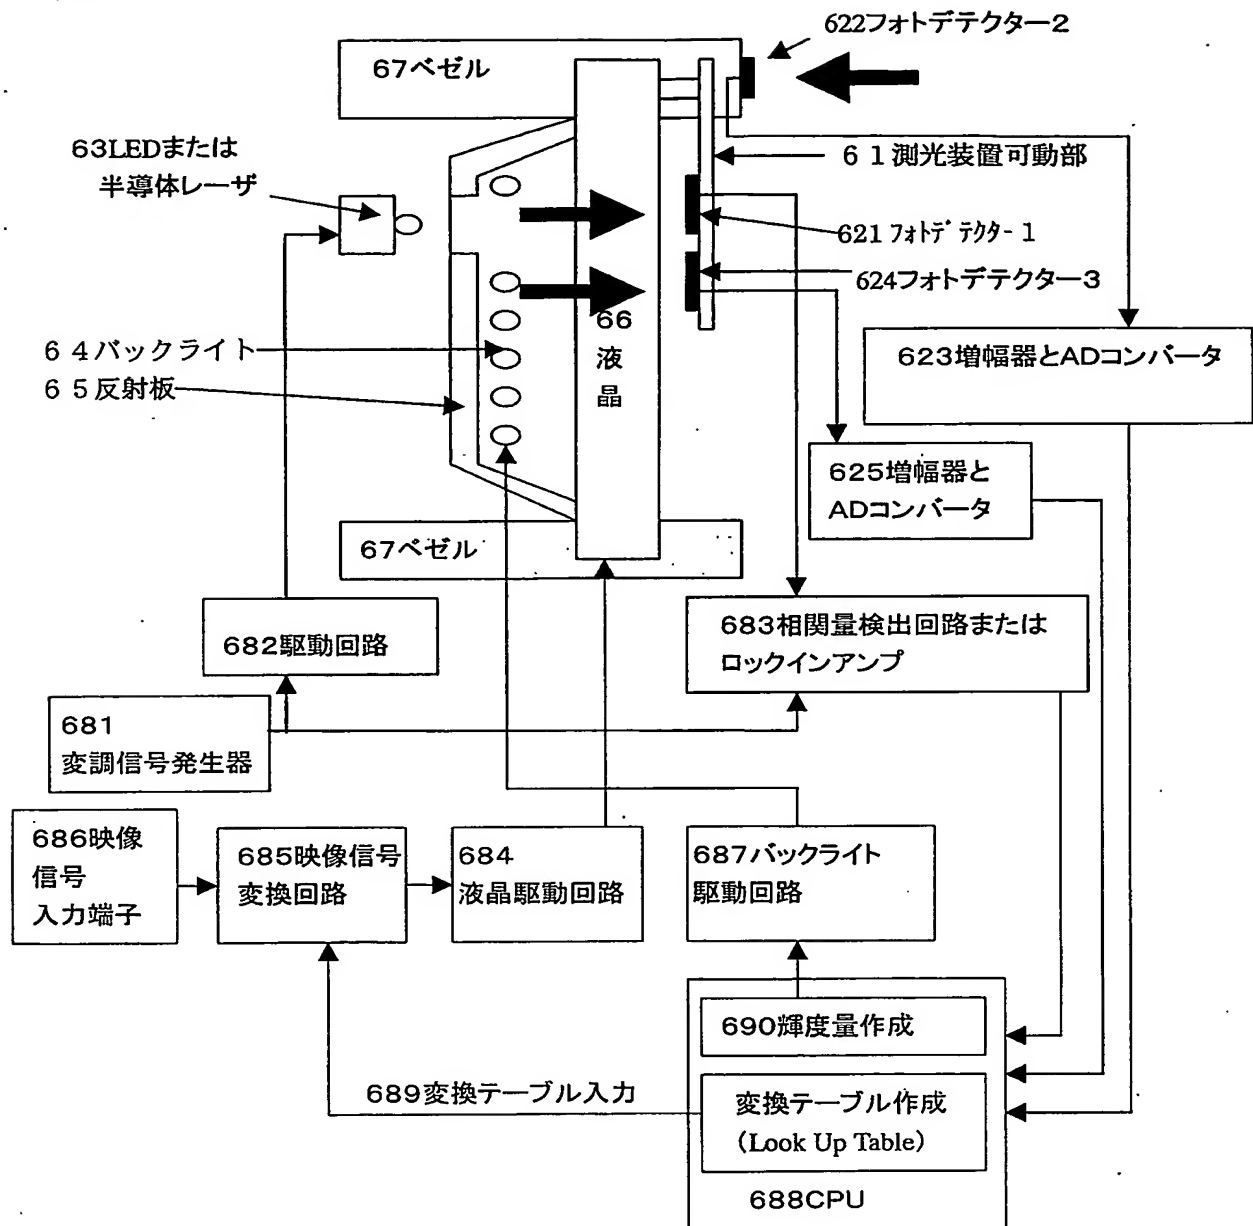 622フォトデテクター2
67ベゼル
63LEDまたは
半導体レーザ
61測光装置可動部
621フォトデテクター1
624フォトデテクター3
66
液
晶
64バックライト
65反射板
623増幅器とADコンバータ
625増幅器と
ADコンバータ
67ベゼル
682駆動回路
683相関量検出回路または
ロックインアンプ
681
変調信号発生器
686映像
信号
入力端子
685映像信号
変換回路
684
液晶駆動回路
687バックライト
駆動回路
690輝度量作成
689変換テーブル入力
変換テーブル作成
(Look Up Table)
688CPU